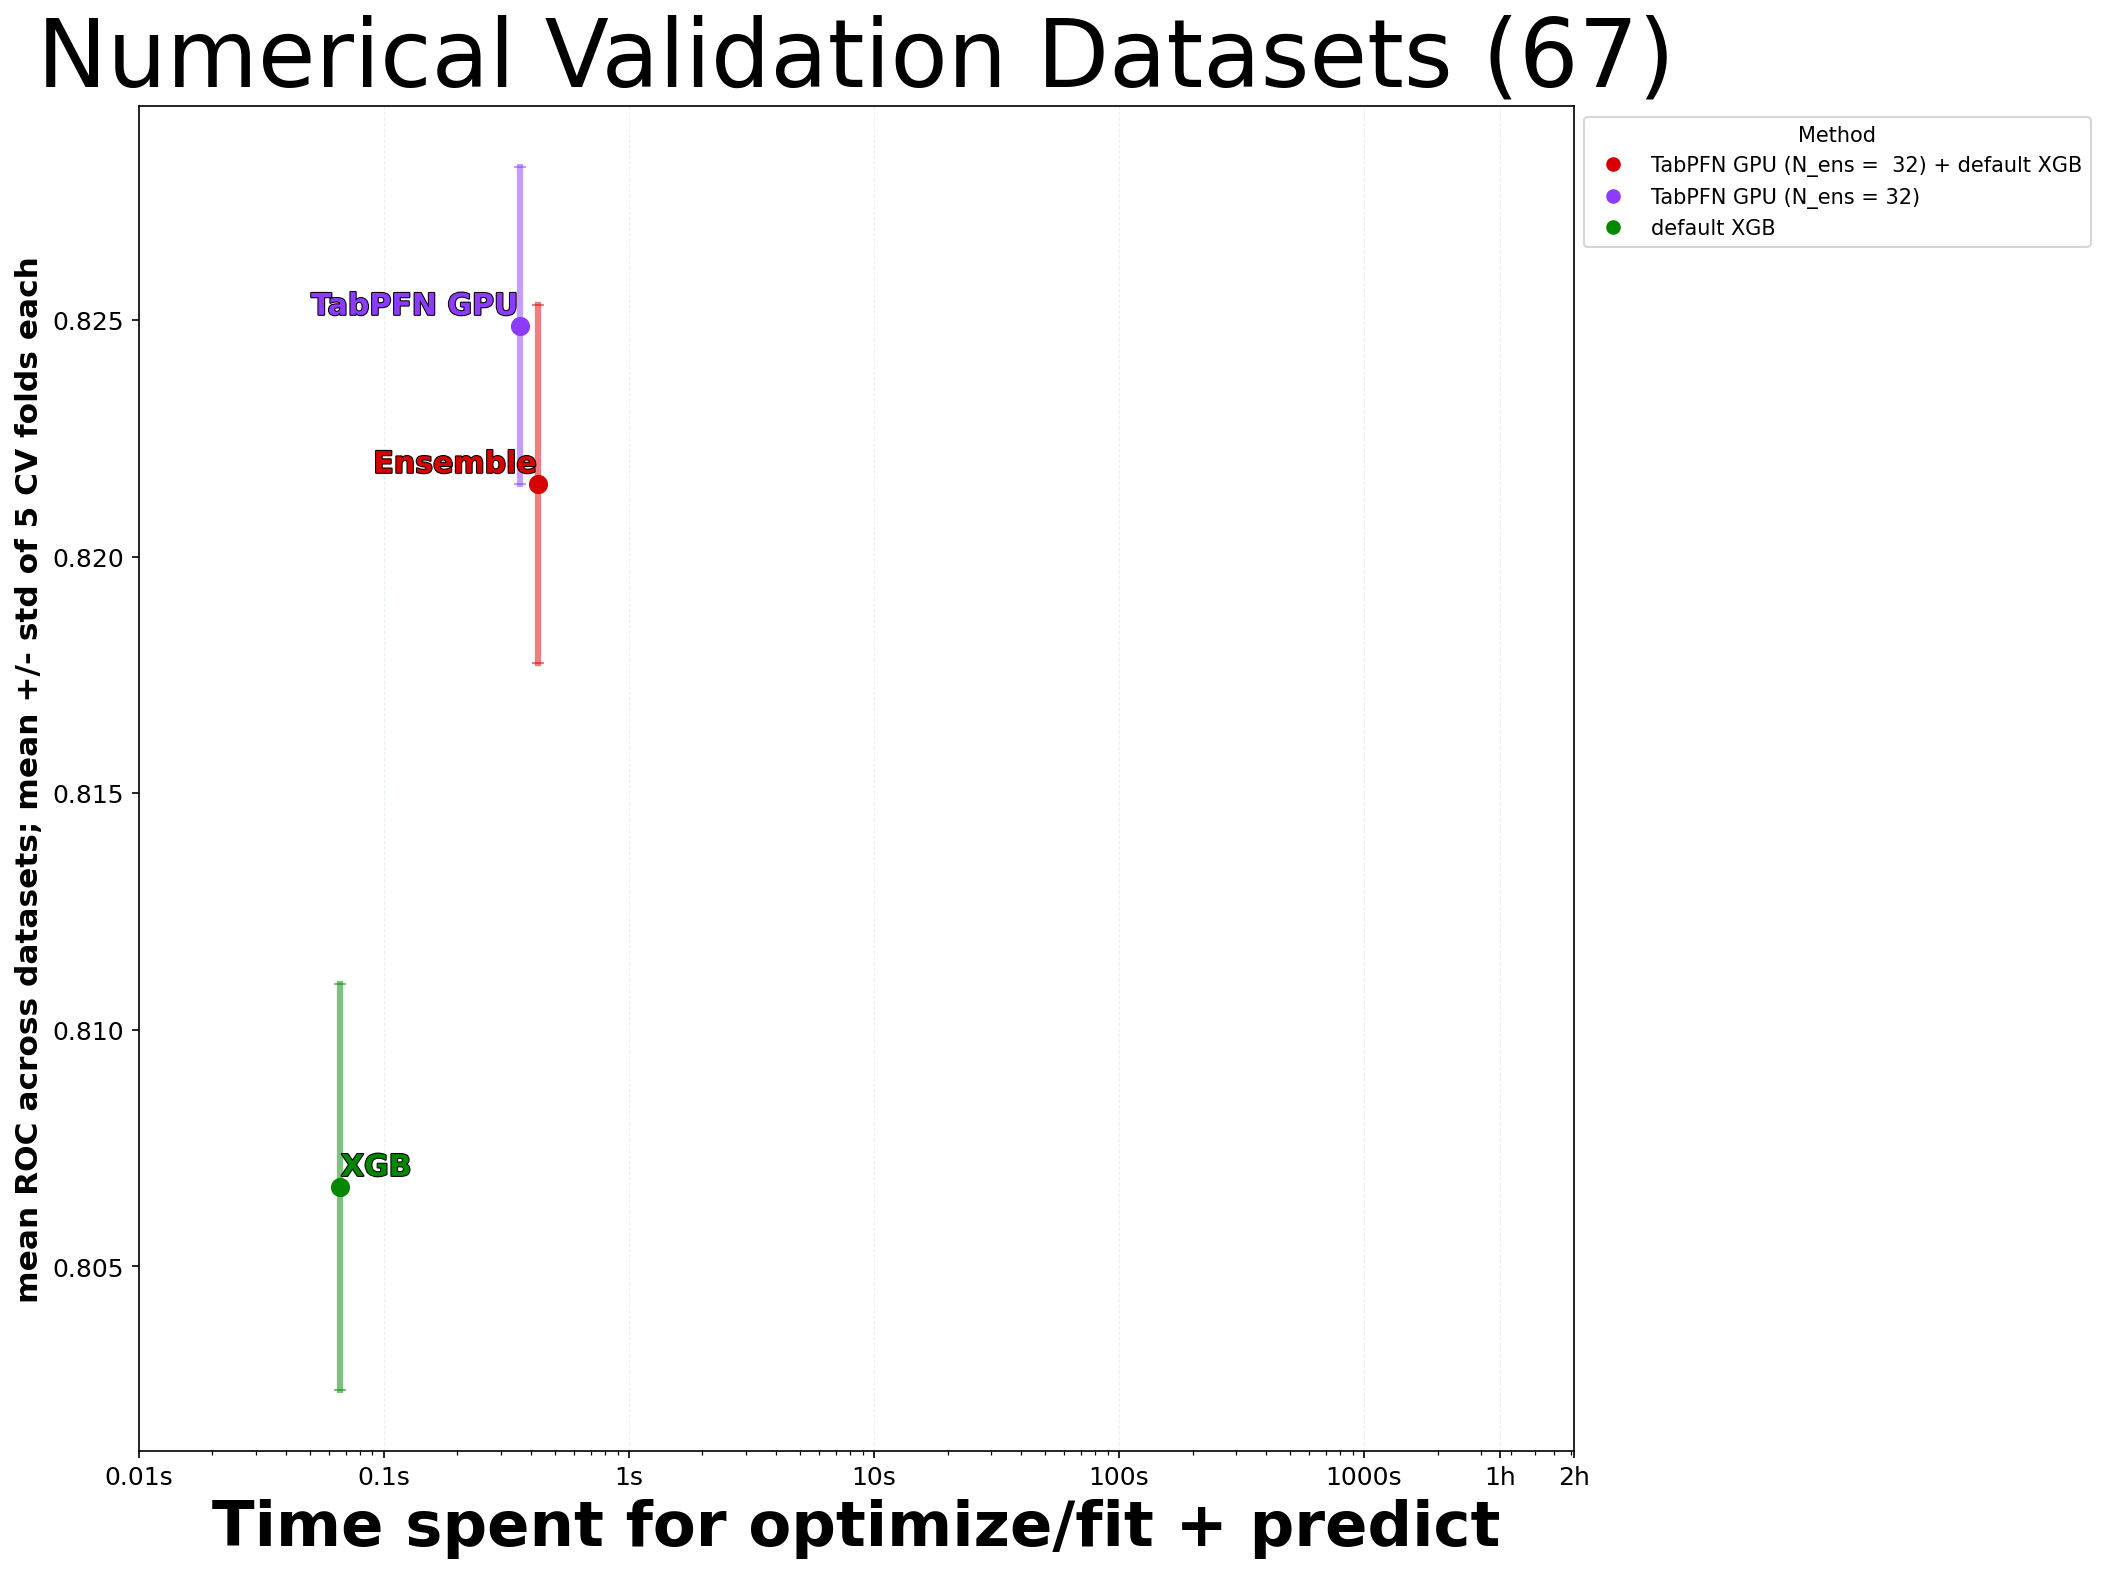 Numerical Validation Datasets (67)
Method
TabPFN GPU (N_ens =  32) + default XGB
TabPFN GPU (N_ens = 32)
default XGB
mean ROC across datasets; mean +/- std of 5 CV folds each
0.825
0.820
0.815
0.810
0.805
TabPFN GPU
Ensemble
XGB
0.01s
0.1s
1s
10s
100s
1000s
1h
2h
Time spent for optimize/fit + predict